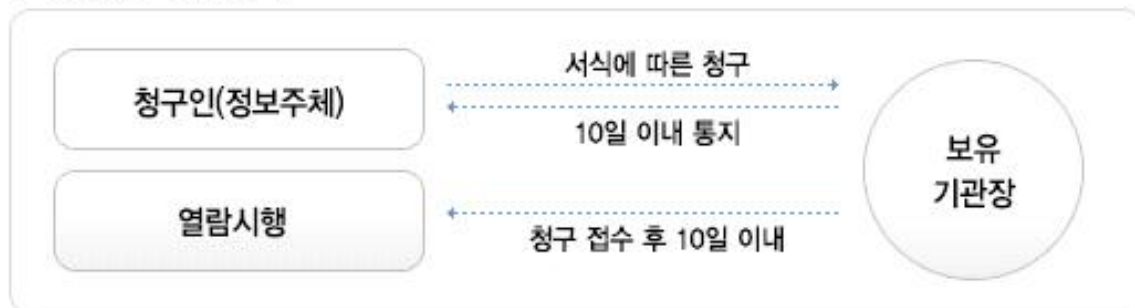 청구인(정보주체)
서식에 따른 청구
10일 이내 통지
보유
기관장
열람시행
청구 접수 후 10일 이내